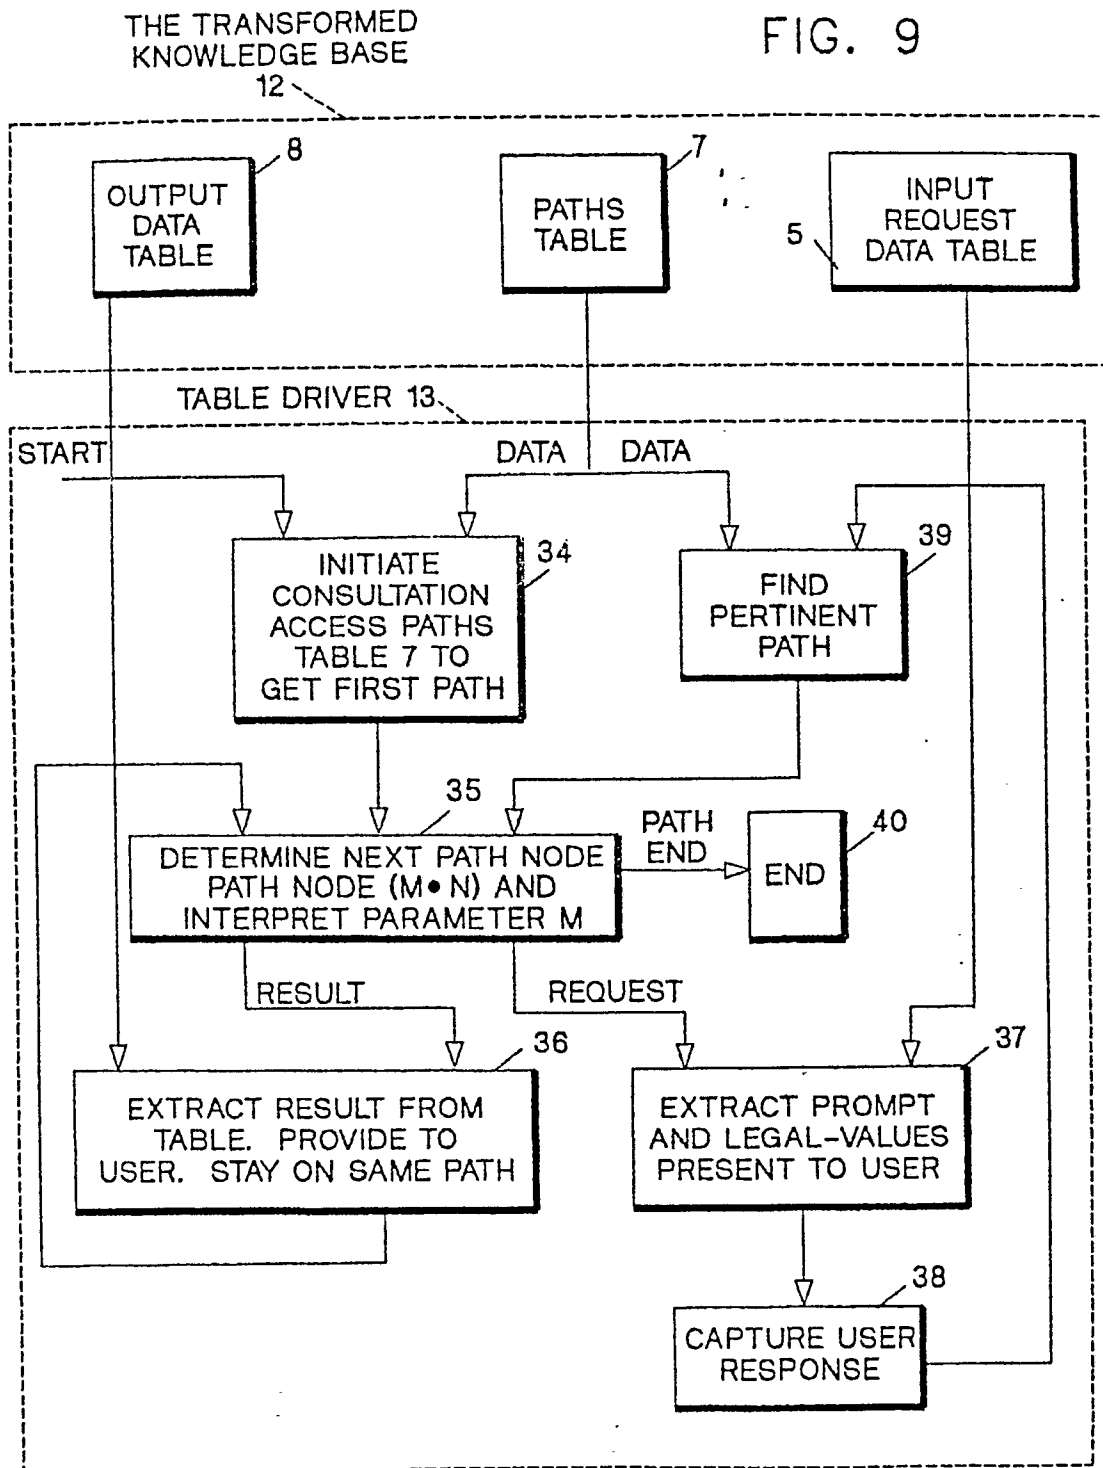 THE TRANSFORMED
KNOWLEDGE BASE
12
FIG. 9
8
OUTPUT
DATA
TABLE
7
PATHS
TABLE
5
INPUT
REQUEST
DATA TABLE
TABLE DRIVER 13
START
DATA
DATA
34
INITIATE
CONSULTATION
ACCESS PATHS
TABLE 7 TO
GET FIRST PATH
39
FIND
PERTINENT
PATH
35
DETERMINE NEXT PATH NODE
PATH NODE (M•N) AND
INTERPRET PARAMETER M
PATH
END
40
END
RESULT
REQUEST
36
EXTRACT RESULT FROM
TABLE. PROVIDE TO
USER. STAY ON SAME PATH
37
EXTRACT PROMPT
AND LEGAL-VALUES
PRESENT TO USER
38
CAPTURE USER
RESPONSE